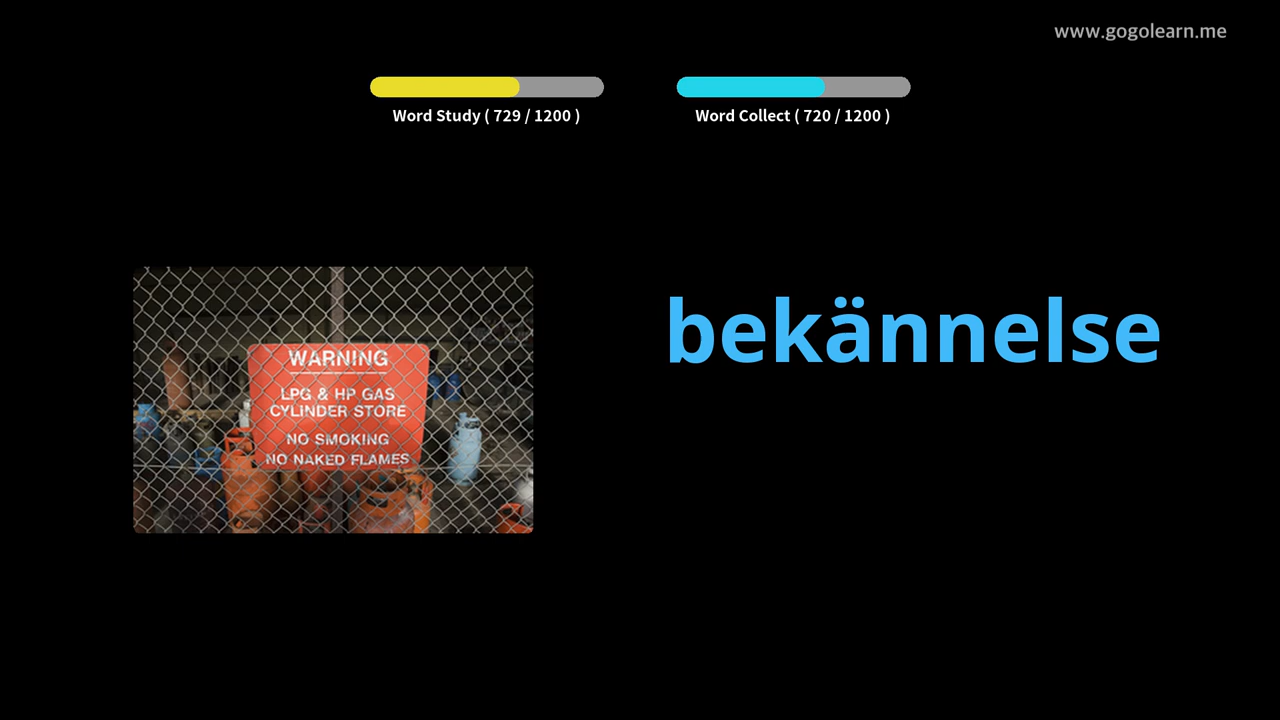 www.gogolearn.me
Word Study ( 729 / 1200 )
Word Collect ( 720 / 1200 )
bekännelse
WARNING
LPG & HP GAS
CYLINDER STORE
NO SMOKING
NO NAKED FLAMES